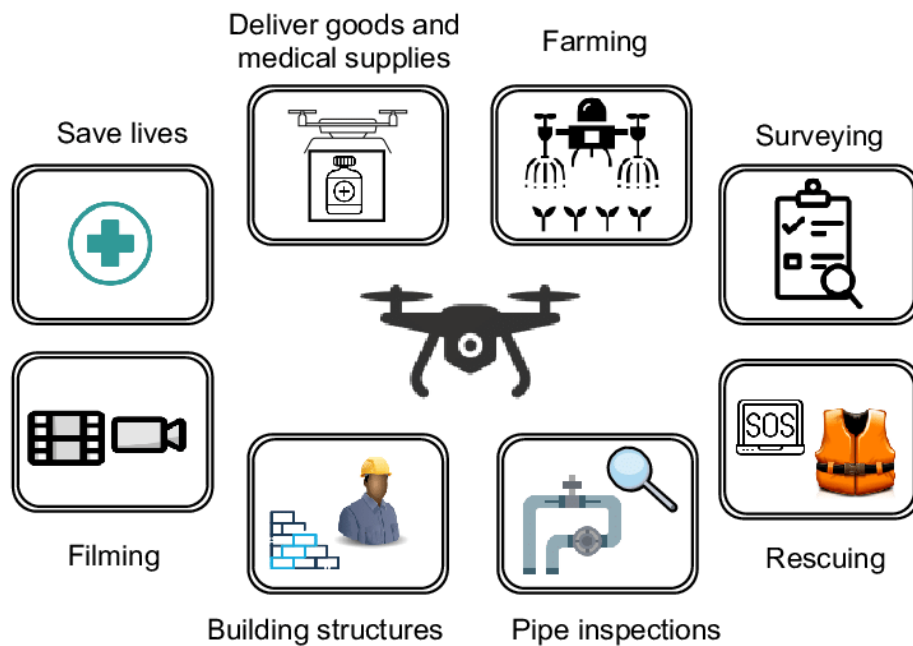 Deliver goods and
medical supplies
Farming
Save lives
Surveying
SOS
Filming
Rescuing
Building structures
Pipe inspections